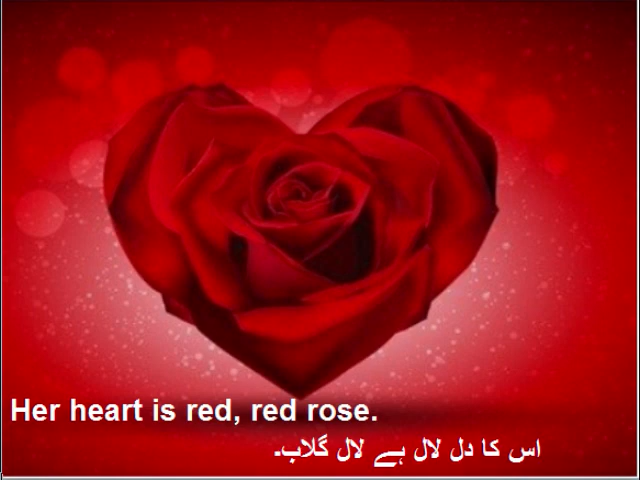 Her heart is red, red rose.
اس کا دل لال ہے لال گلاب۔